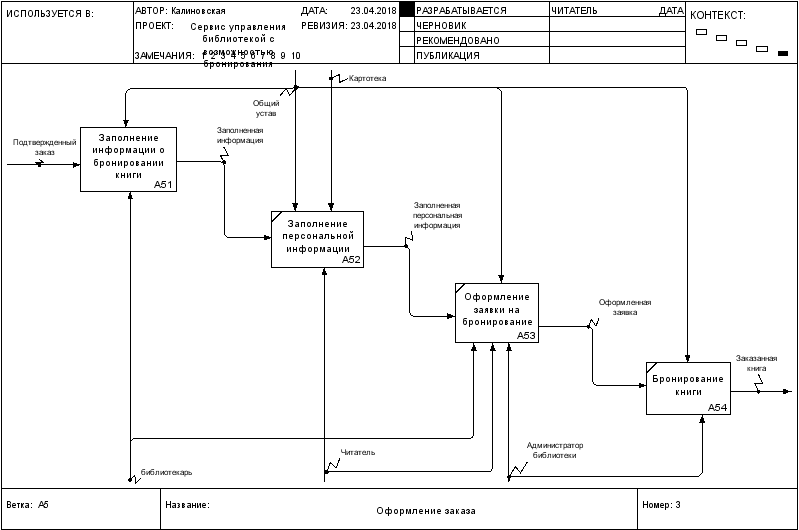 ИСПОЛЬЗУЕТСЯ В:
АВТОР: Калиновская
ДАТА: 23.04.2018
РАЗРАБАТЫВАЕТСЯ
ЧИТАТЕЛЬ
ДАТА
КОНТЕКСТ:
ПРОЕКТ: Сервис управления
библиотекой с
возможностью
бронирования
РЕВИЗИЯ: 23.04.2018
ЧЕРНОВИК
РЕКОМЕНДОВАНО
ЗАМЕЧАНИЯ: 1 2 3 4 5 6 7 8 9 10
ПУБЛИКАЦИЯ
Картотека
Общий
устав
Подтвержденный
заказ
Заполнение
информации о
бронировании
книги
A51
Заполненная
информация
Заполнение
персональной
информации
A52
Заполненная
персональная
информация
Оформление
заявки на
бронирование
A53
Оформленная
заявка
Бронирование
книги
A54
Заказанная
книга
библиотекарь
Читатель
Администратор
библиотеки
Ветка: A5
Название:
Оформление заказа
Номер: 3